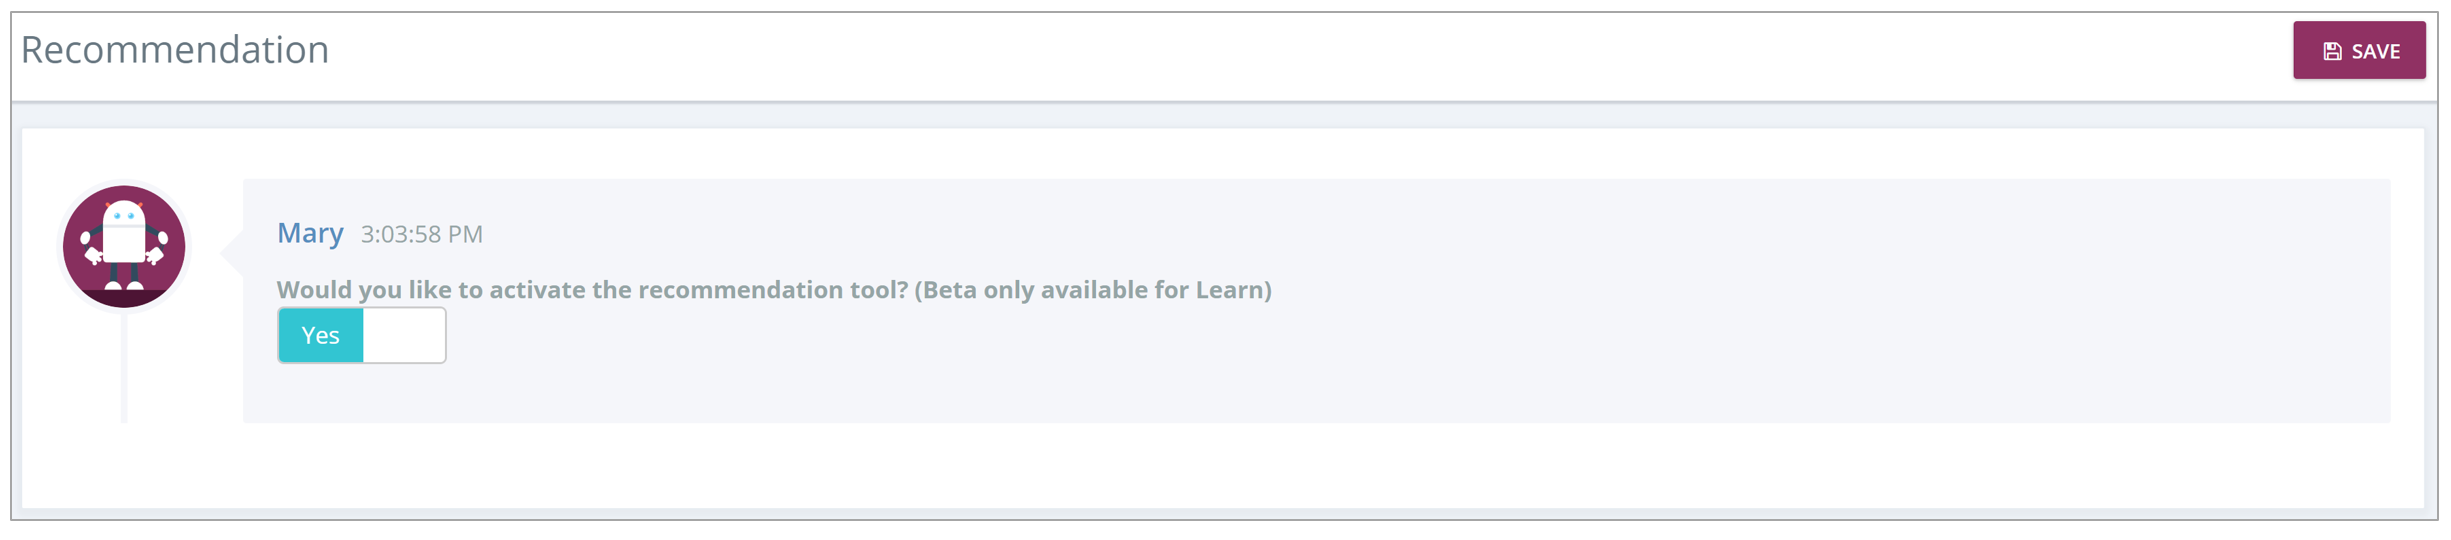 Recommendation
SAVE
Mary 3:03:58 PM
Would you like to activate the recommendation tool? (Beta only available for Learn)
Yes